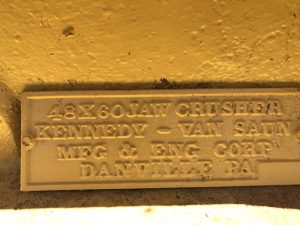 48X60 JAW CRUSHER
KENNEDY - VAN SAUN
MFG & ENG CORP
DANVILLE PA